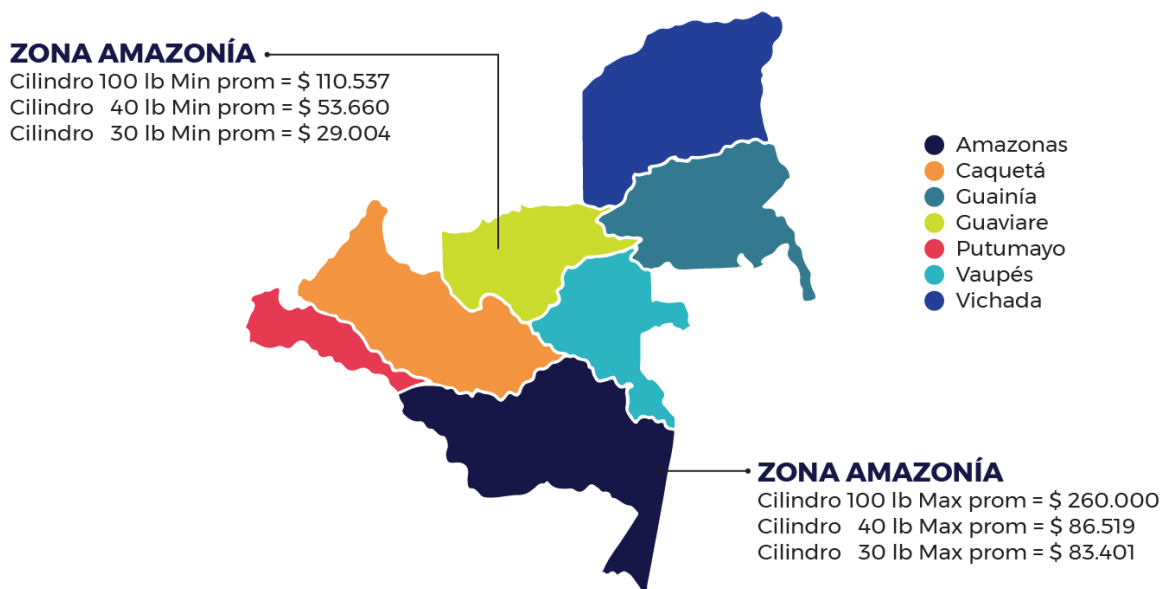 ZONA AMAZONÍA
Cilindro 100 lb Min prom = $ 110.537
Cilindro 40 lb Min prom = $ 53.660
Cilindro 30 lb Min prom = $ 29.004
Amazonas
Caquetá
Guainía
Guaviare
Putumayo
Vaupés
Vichada
ZONA AMAZONÍA
Cilindro 100 lb Max prom = $ 260.000
Cilindro 40 lb Max prom = $ 86.519
Cilindro 30 lb Max prom = $ 83.401